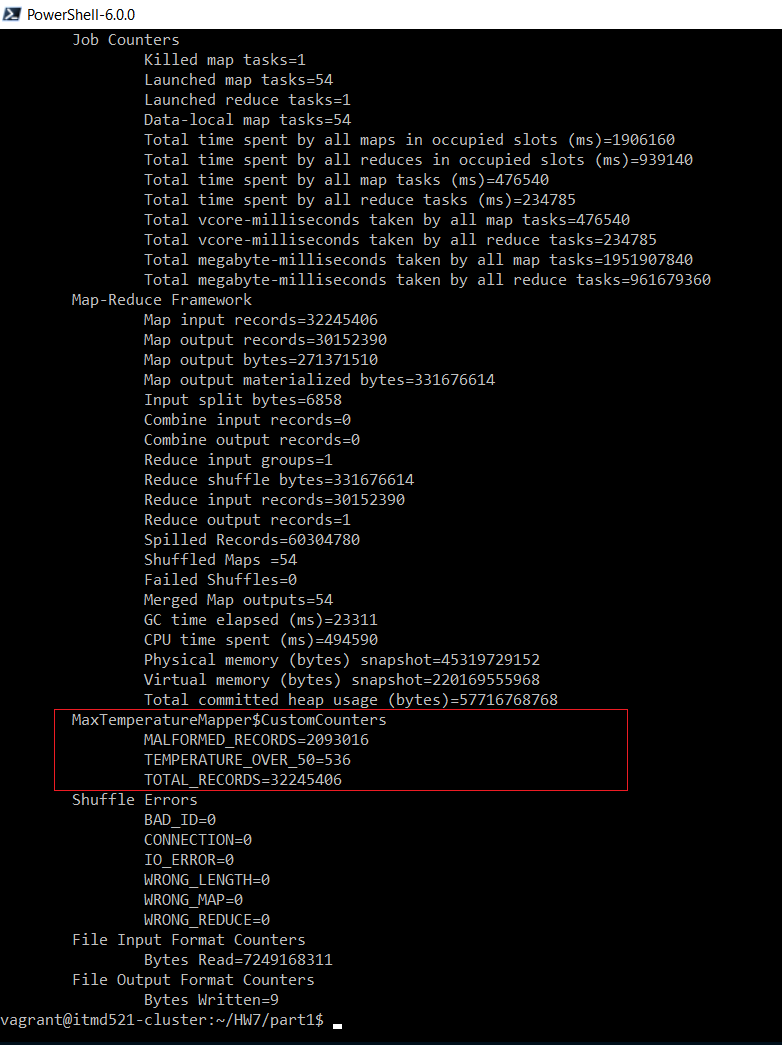 PowerShell-6.0.0
Job Counters
Killed map tasks=1
Launched map tasks=54
Launched reduce tasks=1
Data-local map tasks=54
Total time spent by all maps in occupied slots (ms)=1906160
Total time spent by all reduces in occupied slots (ms)=939140
Total time spent by all map tasks (ms)=476540
Total time spent by all reduce tasks (ms)=234785
Total vcore-milliseconds taken by all map tasks=476540
Total vcore-milliseconds taken by all reduce tasks=234785
Total megabyte-milliseconds taken by all map tasks=1951907840
Total megabyte-milliseconds taken by all reduce tasks=961679360
Map-Reduce Framework
Map input records=32245406
Map output records=30152390
Map output bytes=271371510
Map output materialized bytes=331676614
Input split bytes=6858
Combine input records=0
Combine output records=0
Reduce input groups=1
Reduce shuffle bytes=331676614
Reduce input records=30152390
Reduce output records=1
Spilled Records=60304780
Shuffled Maps =54
Failed Shuffles=0
Merged Map outputs=54
GC time elapsed (ms)=23311
CPU time spent (ms)=494590
Physical memory (bytes) snapshot=45319729152
Virtual memory (bytes) snapshot=220169555968
Total committed heap usage (bytes)=57716768768
MaxTemperatureMapper$CustomCounters
MALFORMED_RECORDS=2093016
TEMPERATURE_OVER_50=536
TOTAL_RECORDS=32245406
Shuffle Errors
BAD_ID=0
CONNECTION=0
IO_ERROR=0
WRONG_LENGTH=0
WRONG_MAP=0
WRONG_REDUCE=0
File Input Format Counters
Bytes Read=7249168311
File Output Format Counters
Bytes Written=9
vagrant@itmd521-cluster:~/HW7/part1$